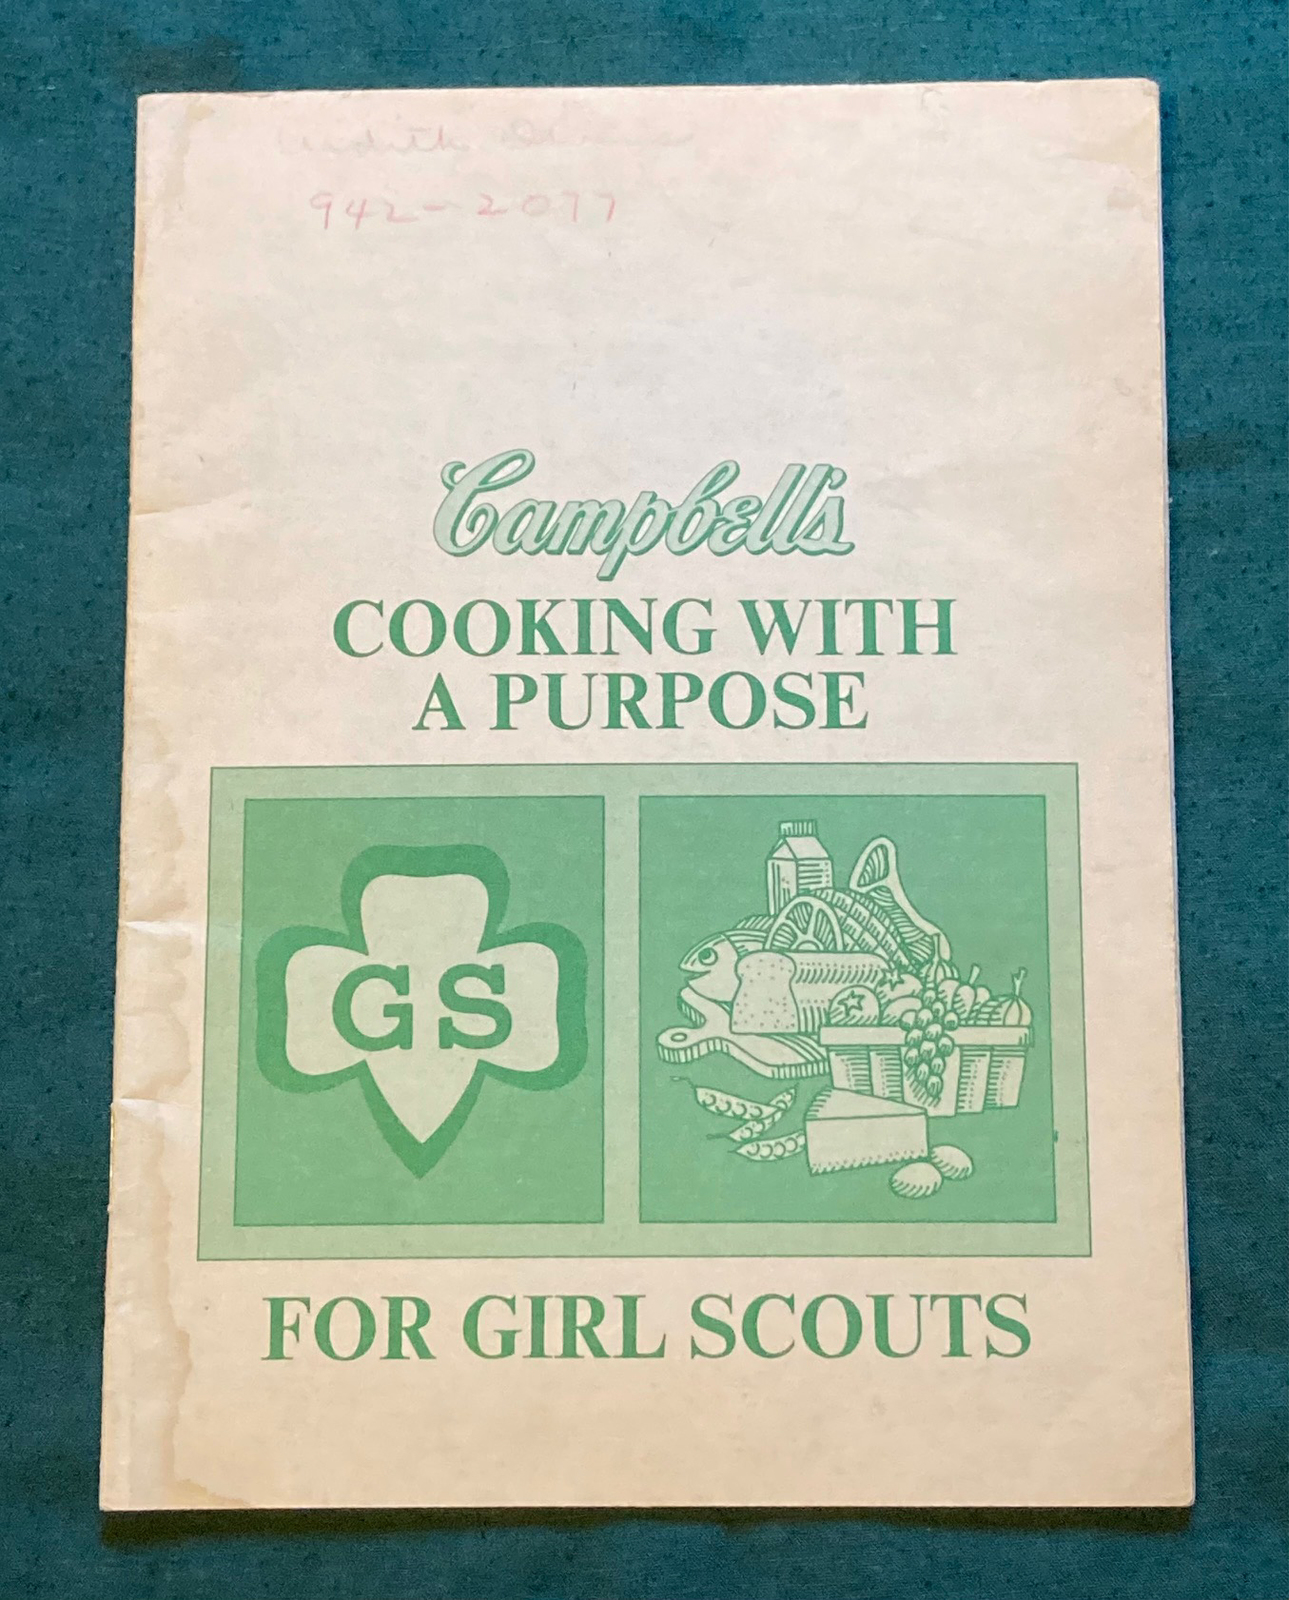 942-2077
Campbell's
COOKING WITH
A PURPOSE
GS
FOR GIRL SCOUTS